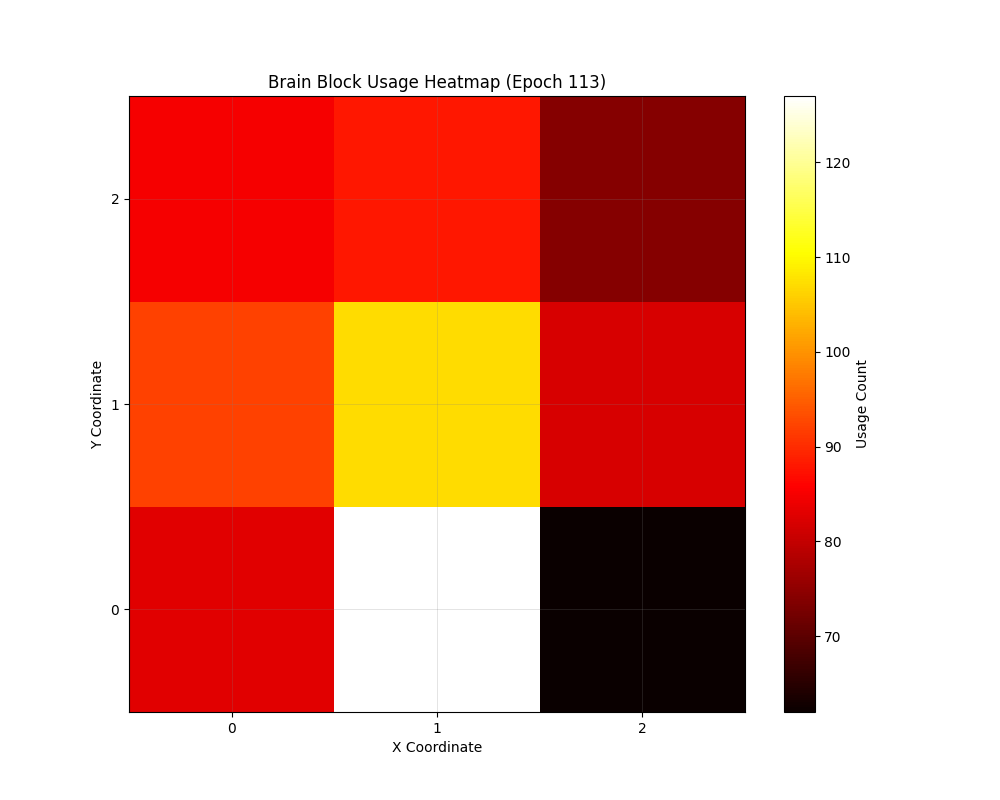 Brain Block Usage Heatmap (Epoch 113)
2
1
0
Y Coordinate
0 1 2
X Coordinate
120
110
100
90
80
70
Usage Count